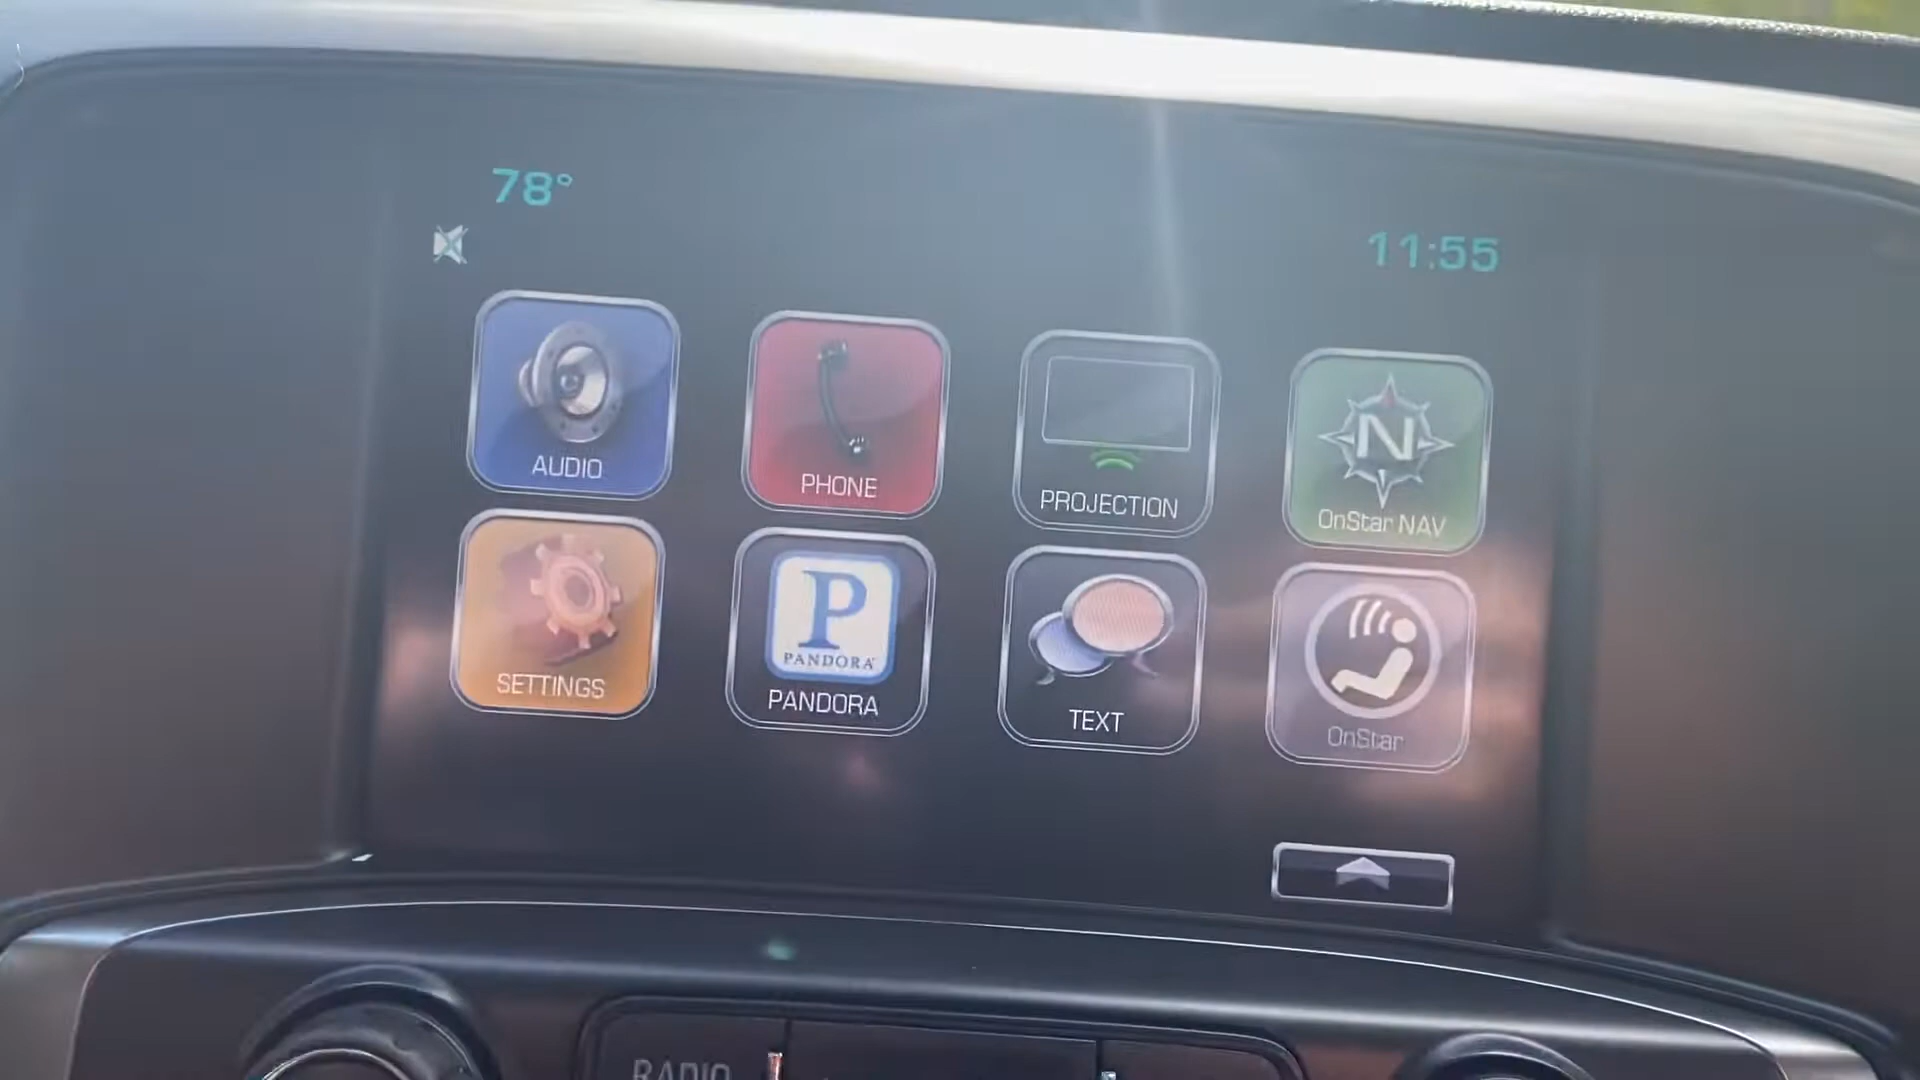 78°
11:55
AUDIO
PHONE
PROJECTION
N
OnStar NAV
SETTINGS
P
PANDORA
PANDORA
TEXT
OnStar
RADIO